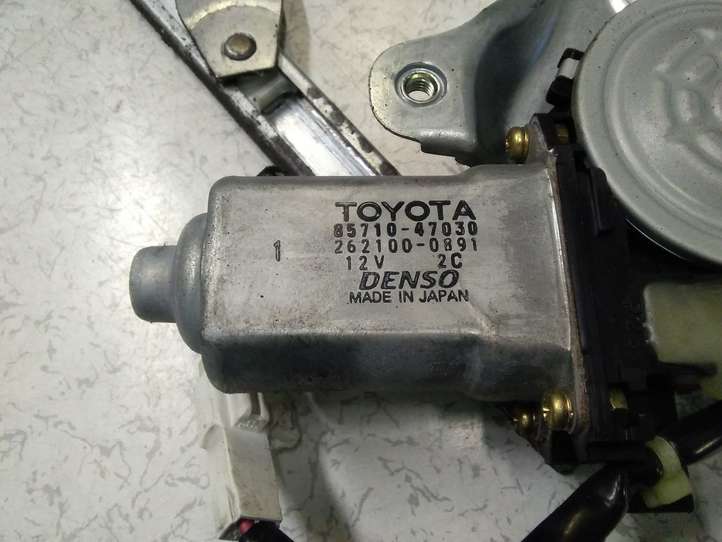 TOYOTA
85710-47030
1
262100-0891
12V 2C
DENSO
MADE IN JAPAN